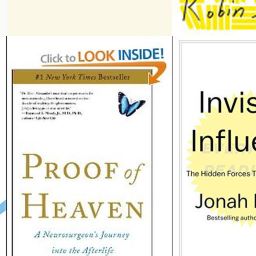 Robin
Click to LOOK INSIDE!
#1 New York Times Bestseller
PROOF of
HEAVEN
A Neurosurgeon's Journey
into the Afterlife
Invis
Influe
The Hidden Forces T
Jonah
Bestselling autho